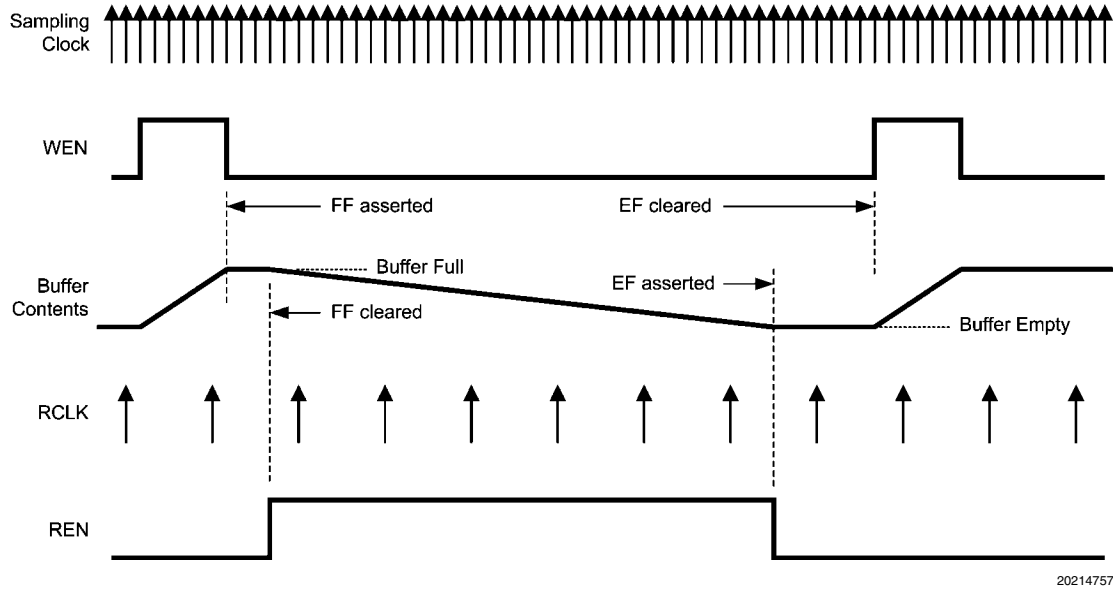 Sampling
Clock
WEN
FF asserted
EF cleared
Buffer Full
Buffer
Contents
EF asserted
FF cleared
Buffer Empty
RCLK
REN
20214757